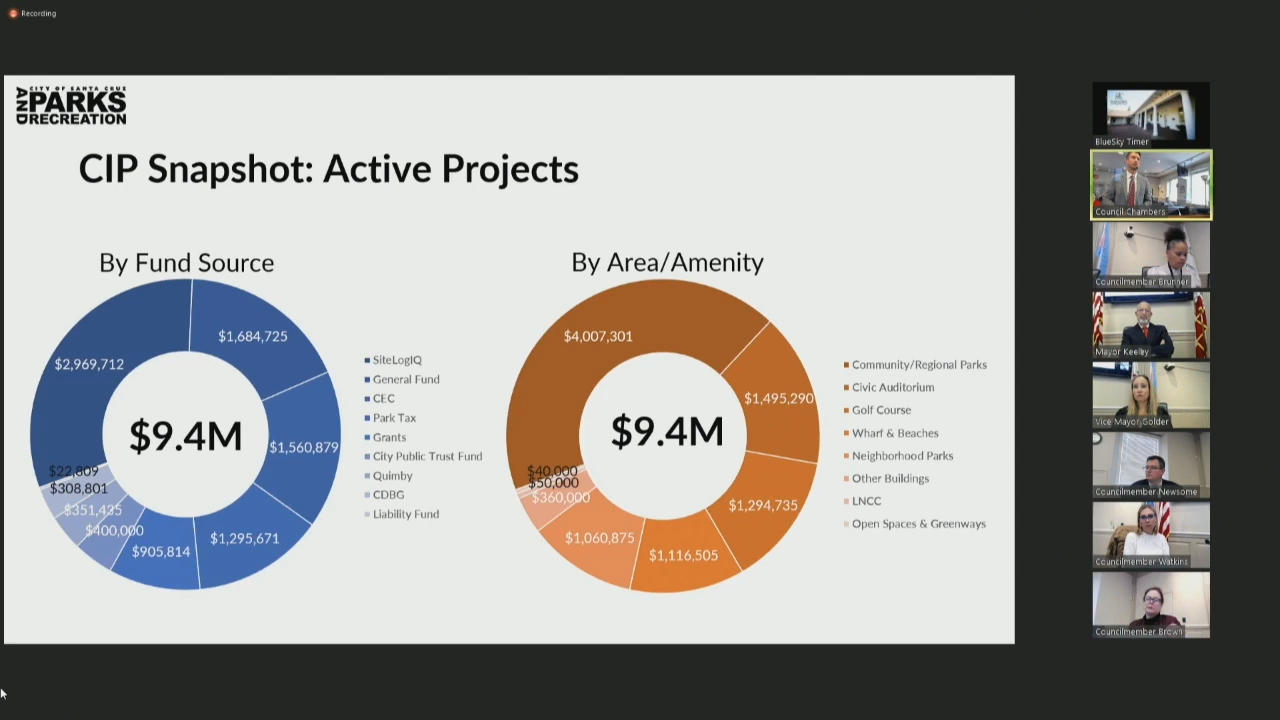 Recording
CITY OF SANTA CRUZ
PARKS
AND
RECREATION
CIP Snapshot: Active Projects
By Fund Source
$1,684,725
$2,969,712
$1,560,879
$9.4M
$22,809
$308,801
$351,435
$400,000
$905,814
$1,295,671
SiteLogIQ
General Fund
CEC
Park Tax
Grants
City Public Trust Fund
Quimby
CDBG
Liability Fund
By Area/Amenity
$4,007,301
$1,495,290
$9.4M
$40,000
$50,000
$360,000
$1,294,735
$1,060,875
$1,116,505
Community/Regional Parks
Civic Auditorium
Golf Course
Wharf & Beaches
Neighborhood Parks
Other Buildings
LNCC
Open Spaces & Greenways
BlueSky Timer
Council Chambers
Councilmember Brunner
Mayor Keeley
Vice Mayor Golder
Councilmember Newsome
Councilmember Watkins
Councilmember Brown